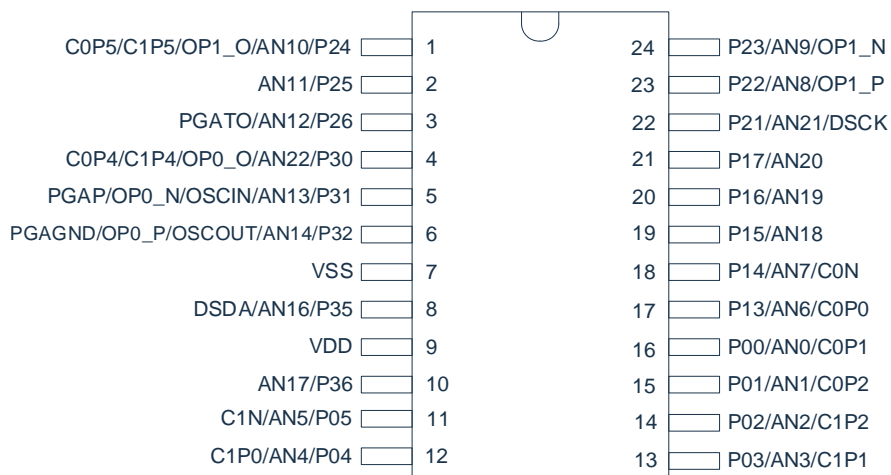 C0P5/C1P5/OP1_O/AN10/P24 1 24 P23/AN9/OP1_N
AN11/P25 2 23 P22/AN8/OP1_P
PGATO/AN12/P26 3 22 P21/AN21/DSCK
C0P4/C1P4/OP0_O/AN22/P30 4 21 P17/AN20
PGAP/OP0_N/OSCIN/AN13/P31 5 20 P16/AN19
PGAGND/OP0_P/OSCOUT/AN14/P32 6 19 P15/AN18
VSS 7 18 P14/AN7/C0N
DSDA/AN16/P35 8 17 P13/AN6/C0P0
VDD 9 16 P00/AN0/C0P1
AN17/P36 10 15 P01/AN1/C0P2
C1N/AN5/P05 11 14 P02/AN2/C1P2
C1P0/AN4/P04 12 13 P03/AN3/C1P1